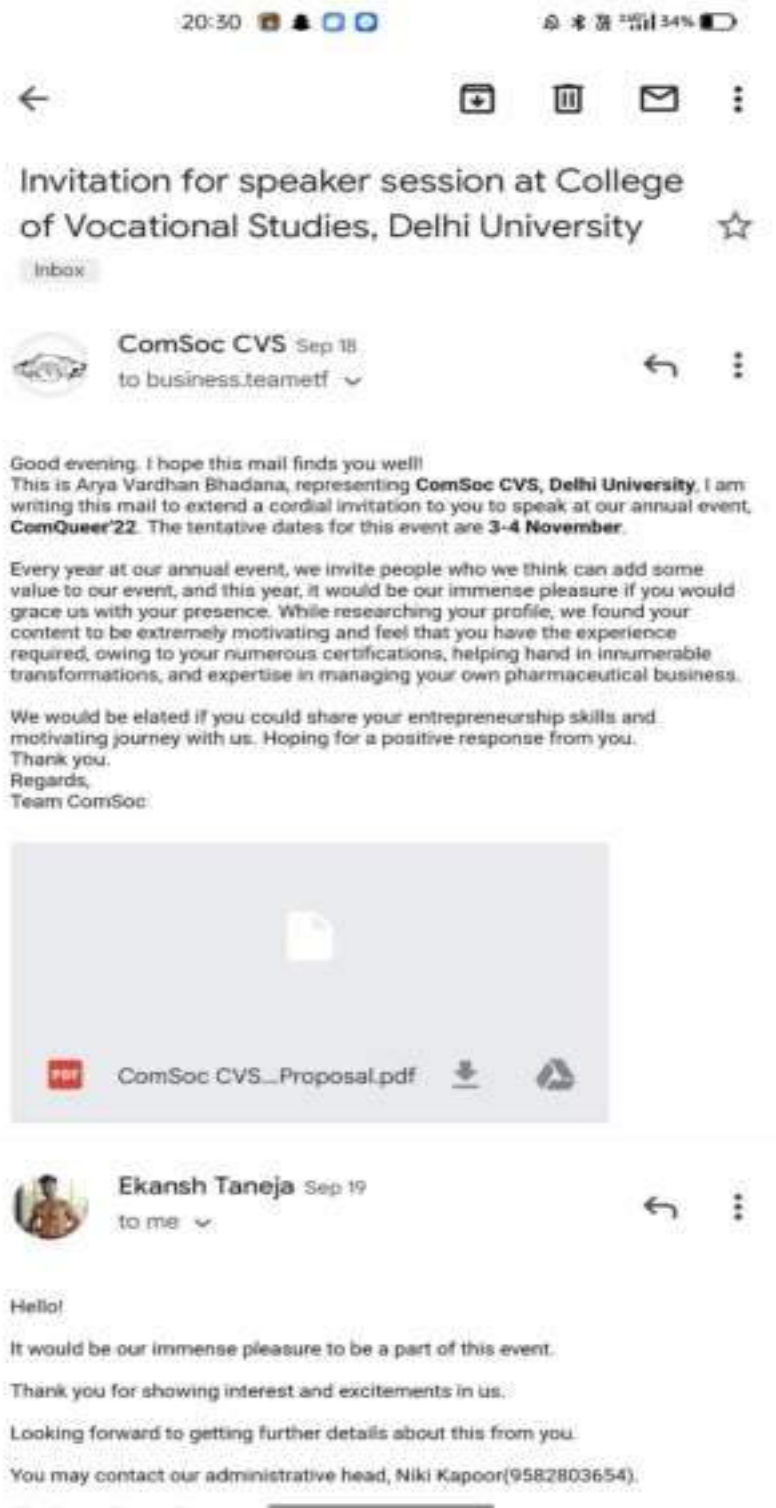 20:30
34%
Invitation for speaker session at College
of Vocational Studies, Delhi University
Inbox
ComSoc CVS Sep 18
to business.teametf
Good evening. I hope this mail finds you well!
This is Arya Vardhan Bhadana, representing ComSoc CVS, Delhi University. I am
writing this mail to extend a cordial invitation to you to speak at our annual event,
ComQueer'22. The tentative dates for this event are 3-4 November.
Every year at our annual event, we invite people who we think can add some
value to our event, and this year, it would be our immense pleasure if you would
grace us with your presence. While researching your profile, we found your
content to be extremely motivating and feel that you have the experience
required, owing to your numerous certifications, helping hand in innumerable
transformations, and expertise in managing your own pharmaceutical business.
We would be elated if you could share your entrepreneurship skills and
motivating journey with us. Hoping for a positive response from you.
Thank you.
Regards,
Team ComSoc
PDF
ComSoc CVS...Proposal.pdf
Ekansh Taneja Sep 19
to me
Hello!
It would be our immense pleasure to be a part of this event.
Thank you for showing interest and excitements in us.
Looking forward to getting further details about this from you.
You may contact our administrative head, Niki Kapoor(9582803654).